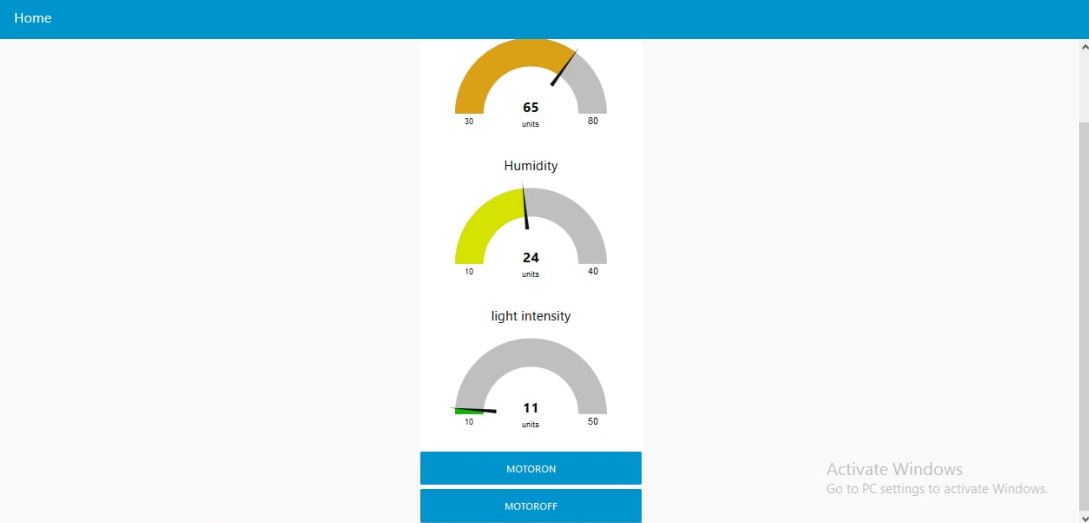 Home
65
units
30
80
Humidity
24
units
10
40
light intensity
11
units
10
50
MOTORON
MOTOROFF
Activate Windows
Go to PC settings to activate Windows.